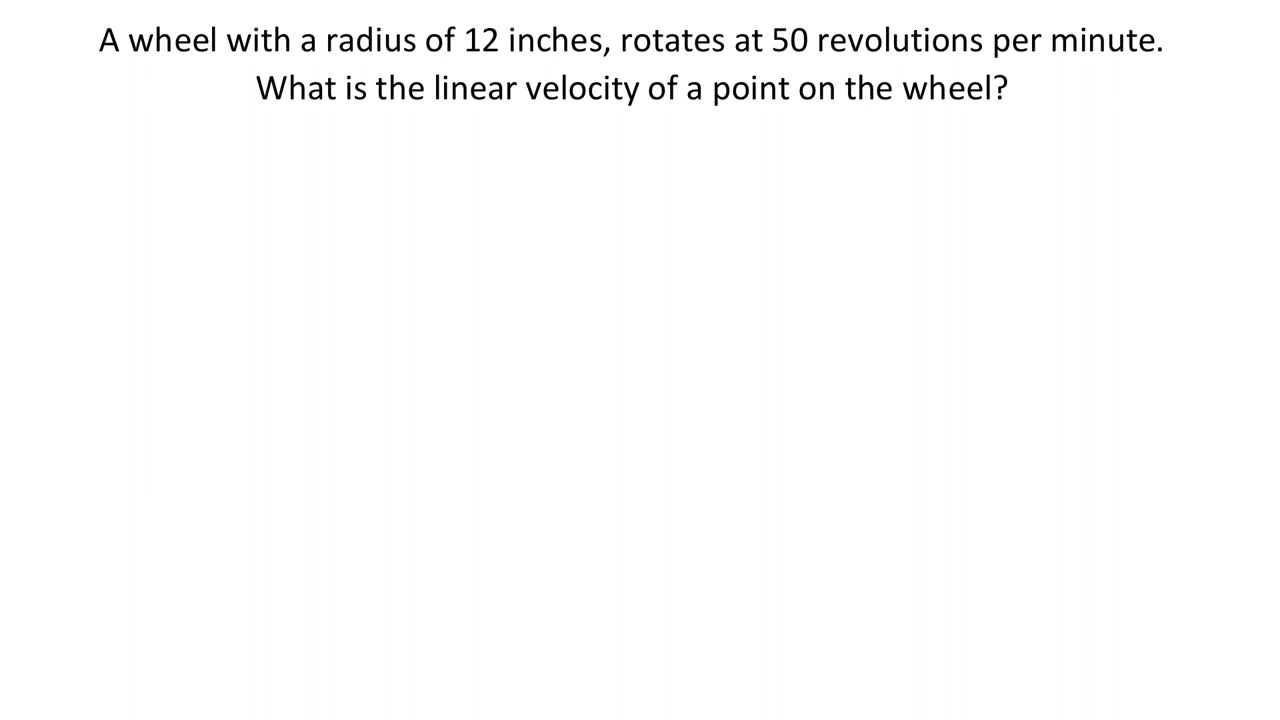 A wheel with a radius of 12 inches, rotates at 50 revolutions per minute.
What is the linear velocity of a point on the wheel?